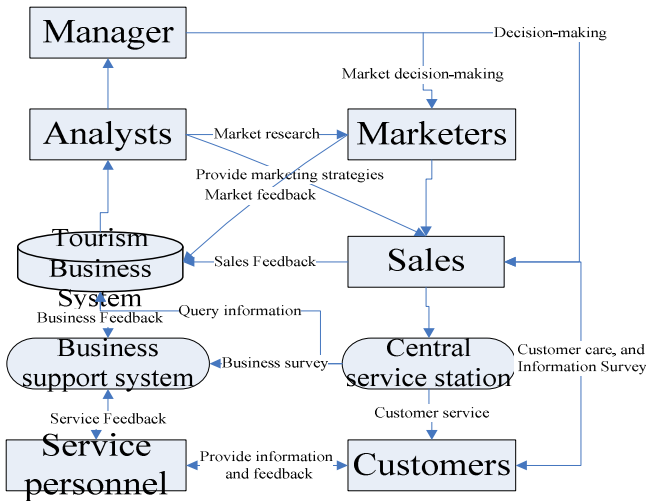 Manager
Decision-making
Market decision-making
Analysts
Market research
Marketers
Provide marketing strategies
Market feedback
Tourism
Business
System
Sales Feedback
Sales
Business Feedback
Query information
Business
support system
Business survey
Central
service station
Customer care, and
Information Survey
Service Feedback
Customer service
Service
personnel
Provide information
and feedback
Customers